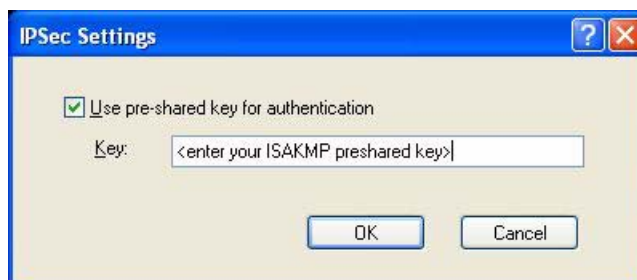 IPSec Settings
Use pre-shared key for authentication
Key: <enter your ISAKMP preshared key>
OK Cancel